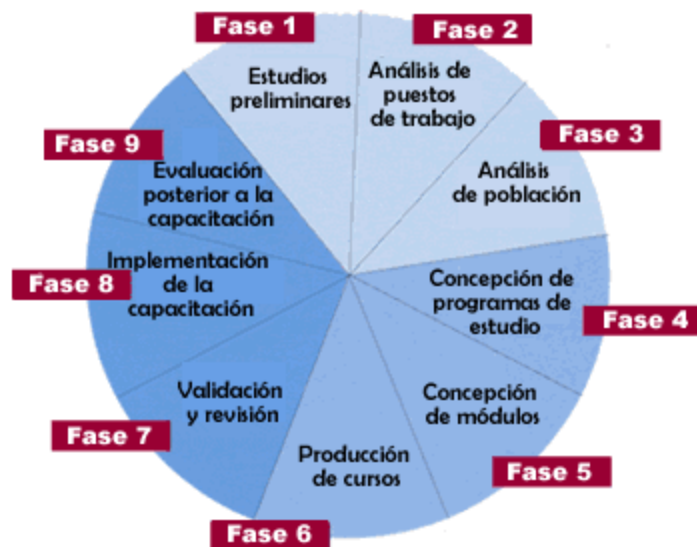 Fase 1
Estudios
preliminares
Fase 2
Análisis de
puestos
de trabajo
Fase 3
Análisis
de población
Fase 4
Concepción de
programas de
estudio
Fase 5
Concepción
de módulos
Fase 6
Producción
de cursos
Fase 7
Validación
y revisión
Fase 8
Implementación
de la
capacitación
Fase 9
Evaluación
posterior a la
capacitación